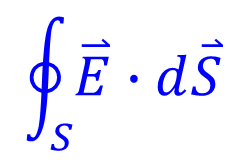 ∮_S E⃗ · dS⃗